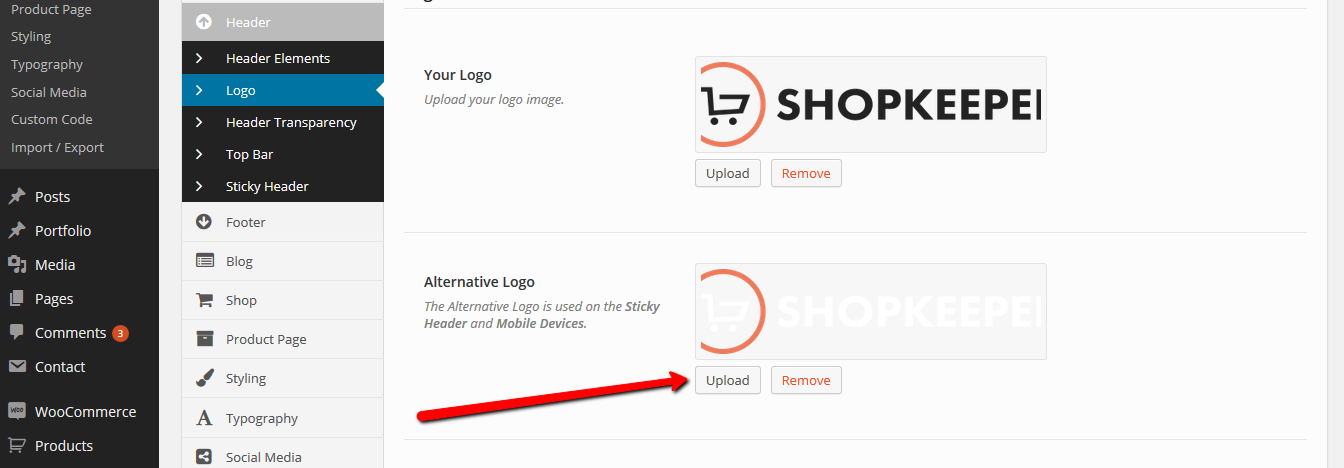 Product Page
Styling
Typography
Social Media
Custom Code
Import / Export
Posts
Portfolio
Media
Pages
Comments 3
Contact
WooCommerce
Products
Header
Header Elements
Logo
Header Transparency
Top Bar
Sticky Header
Footer
Blog
Shop
Product Page
Styling
Typography
Social Media
Your Logo
Upload your logo image.
SHOPKEEPE
Upload
Remove
Alternative Logo
The Alternative Logo is used on the Sticky
Header and Mobile Devices.
SHOPKEEPE
Upload
Remove